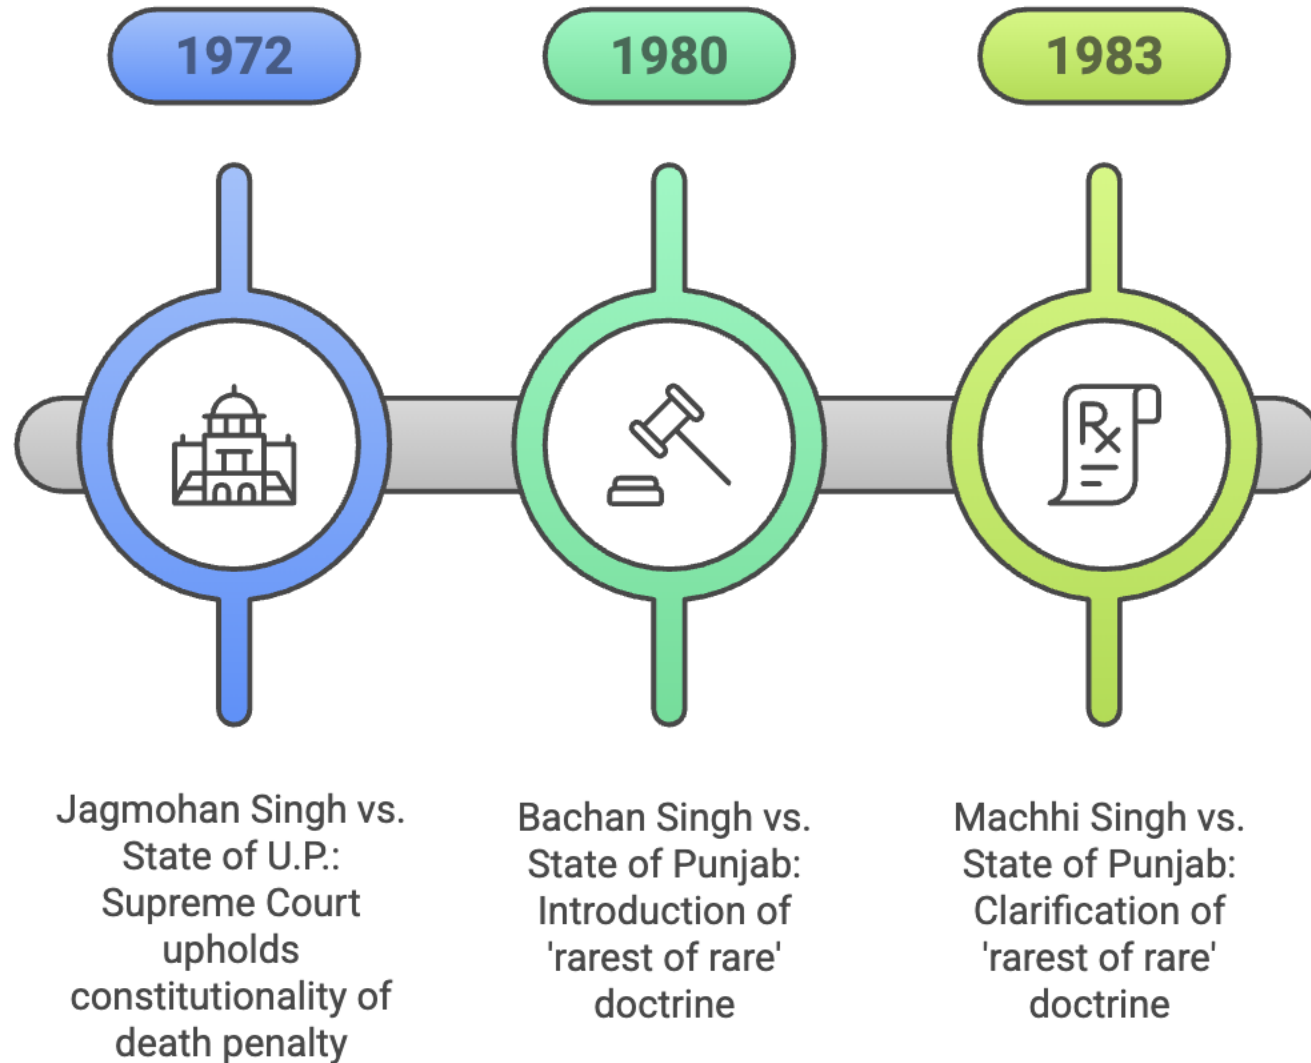 1972
1980
1983
Rx
Jagmohan Singh vs.
State of U.P.:
Supreme Court
upholds
constitutionality of
death penalty
Bachan Singh vs.
State of Punjab:
Introduction of
'rarest of rare'
doctrine
Machhi Singh vs.
State of Punjab:
Clarification of
'rarest of rare'
doctrine